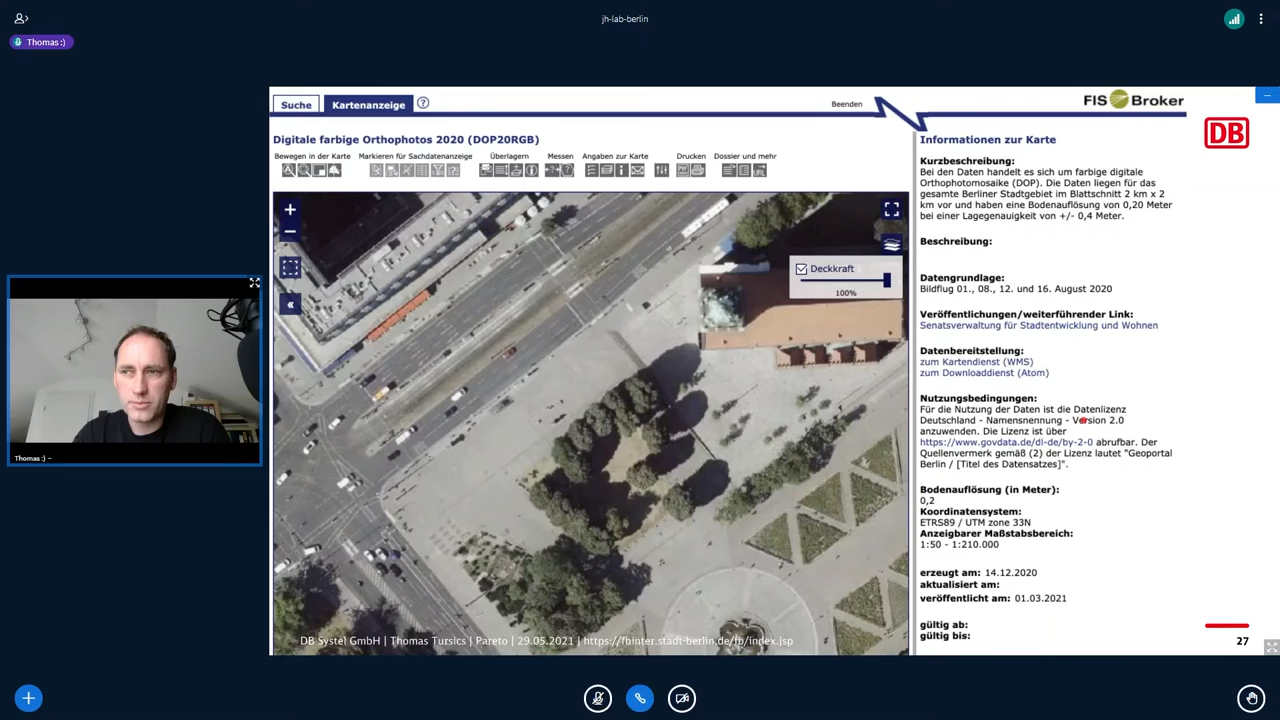 jh-lab-berlin
Thomas :)
Suche
Kartenanzeige
?
Beenden
FIS Broker
DB
Digitale farbige Orthophotos 2020 (DOP20RGB)
Bewegen in der Karte
Markieren für Sachdatenanzeige
Überlagern
Messen
Angaben zur Karte
Drucken
Dossier und mehr
Deckkraft
100%
Informationen zur Karte
Kurzbeschreibung:
Bei den Daten handelt es sich um farbige digitale
Orthophotomosaike (DOP). Die Daten liegen für das
gesamte Berliner Stadtgebiet im Blattschnitt 2 km x 2
km vor und haben eine Bodenauflösung von 0,20 Meter
bei einer Lagegenauigkeit von +/- 0,4 Meter.
Beschreibung:
Datengrundlage:
Bildflug 01., 08., 12. und 16. August 2020
Veröffentlichungen/weiterführender Link:
Senatsverwaltung für Stadtentwicklung und Wohnen
Datenbereitstellung:
zum Kartendienst (WMS)
zum Downloaddienst (Atom)
Nutzungsbedingungen:
Für die Nutzung der Daten ist die Datenlizenz
Deutschland - Namensnennung - Version 2.0
anzuwenden. Die Lizenz ist über
https://www.govdata.de/dl-de/by-2-0 abrufbar. Der
Quellenvermerk gemäß (2) der Lizenz lautet "Geoportal
Berlin / [Titel des Datensatzes]".
Bodenauflösung (in Meter):
0,2
Koordinatensystem:
ETRS89 / UTM zone 33N
Anzeigbarer Maßstabsbereich:
1:50 - 1:210.000
erzeugt am: 14.12.2020
aktualisiert am:
veröffentlicht am: 01.03.2021
gültig ab:
gültig bis:
Thomas :)
DB Systel GmbH | Thomas Tursics | Pareto | 29.05.2021 | https://fbinter.stadt-berlin.de/fb/index.jsp
27